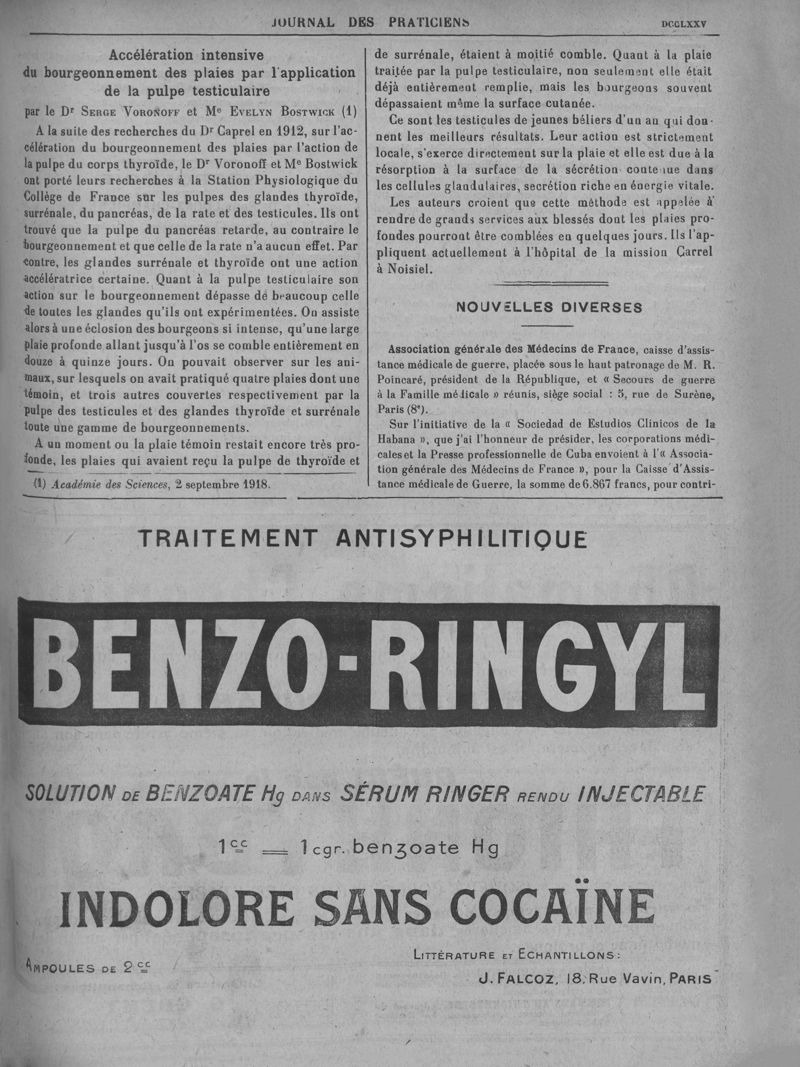 JOURNAL DES PRATICIENS
DCCLXXV
Accélération intensive
du bourgeonnement des plaies par l'application
de la pulpe testiculaire
par le Dr SERGE VORONOFF et Me EVELYN BOSTWICK (1)
A la suite des recherches du Dr Caprel en 1912, sur l'ac-
célération du bourgeonnement des plaies par l'action de
la pulpe du corps thyroïde, le Dr Voronoff et Me Bostwick
ont porté leurs recherches à la Station Physiologique du
Collège de France sur les pulpes des glandes thyroïde,
surrénale, du pancréas, de la rate et des testicules. Ils ont
trouvé que la pulpe du pancréas retarde, au contraire le
bourgeonnement et que celle de la rate n'a aucun effet. Par
contre, les glandes surrénale et thyroïde ont une action
accélératrice certaine. Quant à la pulpe testiculaire son
action sur le bourgeonnement dépasse de beaucoup celle
de toutes les glandes qu'ils ont expérimentées. On assiste
alors à une éclosion des bourgeons si intense, qu'une large
plaie profonde allant jusqu'à l'os se comble entièrement en
douze à quinze jours. On pouvait observer sur les ani-
maux, sur lesquels on avait pratiqué quatre plaies dont une
témoin, et trois autres couvertes respectivement par la
pulpe des testicules et des glandes thyroïde et surrénale
toute une gamme de bourgeonnements.
A un moment ou la plaie témoin restait encore très pro-
fonde, les plaies qui avaient reçu la pulpe de thyroïde et
(1) Académie des Sciences, 2 septembre 1918.
de surrénale, étaient à moitié comble. Quant à la plaie
traitée par la pulpe testiculaire, non seulement elle était
déjà entièrement remplie, mais les bourgeons souvent
dépassaient même la surface cutanée.
Ce sont les testicules de jeunes béliers d'un au qui don-
nent les meilleurs résultats. Leur action est strictement
locale, s'exerce directement sur la plaie et elle est due à la
résorption à la surface de la sécrétion contenue dans
les cellules glandulaires, secrétion riche en énergie vitale.
Les auteurs croient que cette méthode est appelée à
rendre de grands services aux blessés dont les plaies pro-
fondes pourront être comblées en quelques jours. Ils l'ap-
pliquent actuellement à l'hôpital de la mission Carrel
à Noisiel.
NOUVELLES DIVERSES
Association générale des Médecins de France, caisse d'assis-
tance médicale de guerre, placée sous le haut patronage de M. R.
Poincaré, président de la République, et « Secours de guerre
à la Famille médicale » réunis, siège social : 5, rue de Surène,
Paris (8e).
Sur l'initiative de la « Sociedad de Estudios Clinicos de la
Habana », que j'ai l'honneur de présider, les corporations médi-
cales et la Presse professionnelle de Cuba envoient à l'« Associa-
tion générale des Médecins de France », pour la Caisse d'Assis-
tance médicale de Guerre, la somme de 6.867 francs, pour contri-
TRAITEMENT ANTISYPHILITIQUE
BENZO-RINGYL
SOLUTION DE BENZOATE Hg DANS SÉRUM RINGER RENDU INJECTABLE
1cc = 1 cgr. benzoate Hg
INDOLORE SANS COCAÏNE
AMPOULES DE 2cc
LITTÉRATURE ET ECHANTILLONS:
J. FALCOZ, 18, Rue Vavin, PARIS